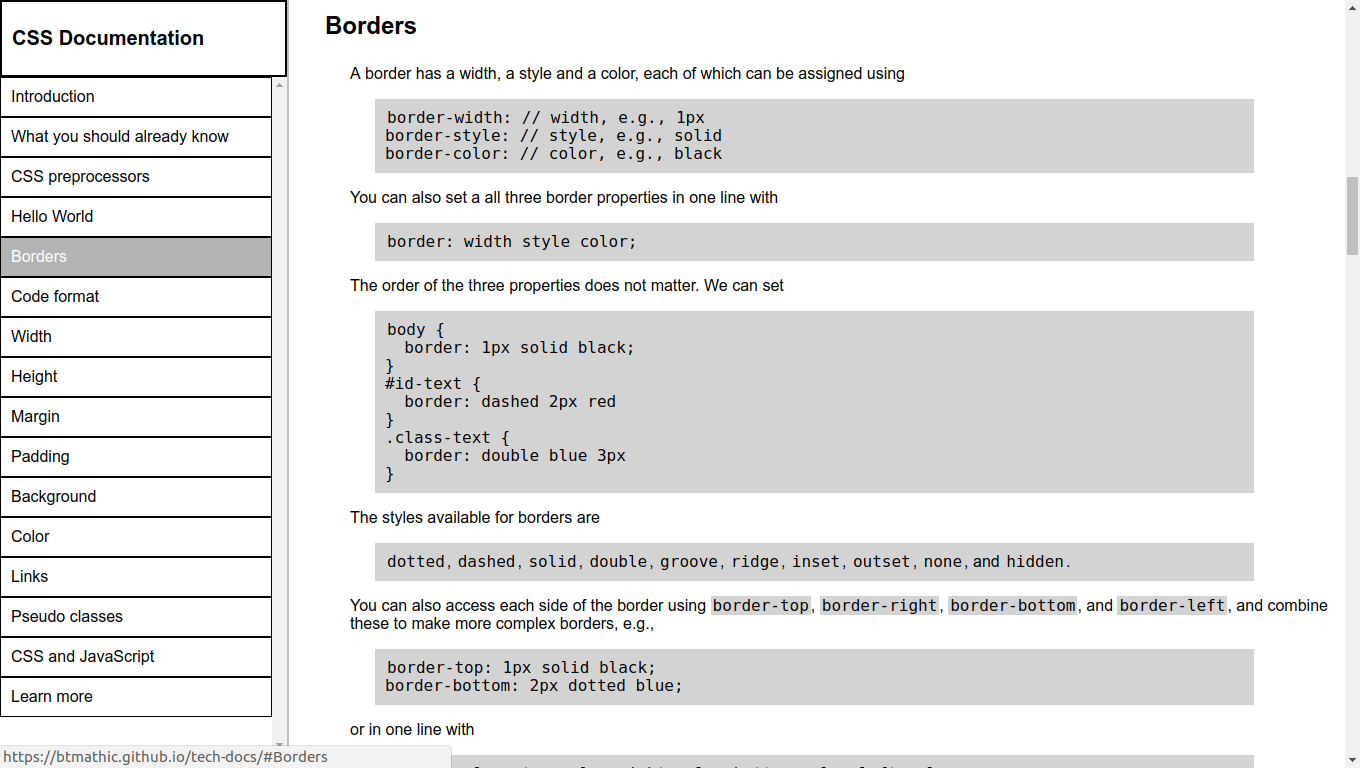 CSS Documentation
Introduction
What you should already know
CSS preprocessors
Hello World
Borders
Code format
Width
Height
Margin
Padding
Background
Color
Links
Pseudo classes
CSS and JavaScript
Learn more
https://btmathic.github.io/tech-docs/#Borders
Borders
A border has a width, a style and a color, each of which can be assigned using
border-width: // width, e.g., 1px
border-style: // style, e.g., solid
border-color: // color, e.g., black
You can also set a all three border properties in one line with
border: width style color;
The order of the three properties does not matter. We can set
body {
  border: 1px solid black;
}
#id-text {
  border: dashed 2px red
}
.class-text {
  border: double blue 3px
}
The styles available for borders are
dotted, dashed, solid, double, groove, ridge, inset, outset, none, and hidden.
You can also access each side of the border using border-top, border-right, border-bottom, and border-left, and combine
these to make more complex borders, e.g.,
border-top: 1px solid black;
border-bottom: 2px dotted blue;
or in one line with